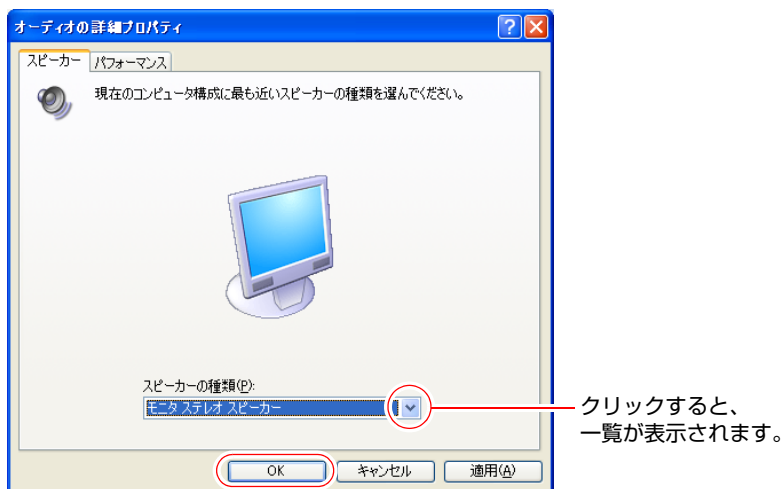 オーディオの詳細プロパティ
スピーカー パフォーマンス
現在のコンピュータ構成に最も近いスピーカーの種類を選んでください。
スピーカーの種類(P):
モニタ ステレオ スピーカー
クリックすると、
一覧が表示されます。
OK キャンセル 適用(A)